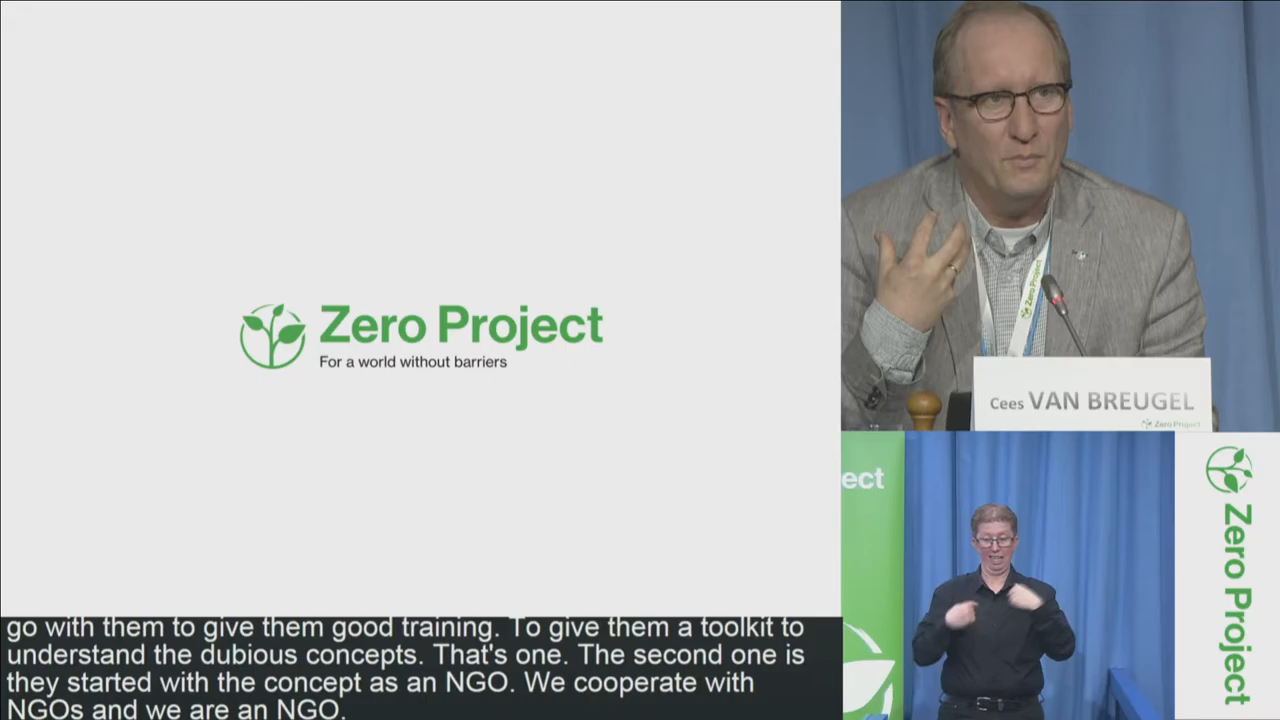 Zero Project
For a world without barriers
Zero Project
Cees VAN BREUGEL
Zero Project
ect
Zero Project
go with them to give them good training. To give them a toolkit to
understand the dubious concepts. That's one. The second one is
they started with the concept as an NGO. We cooperate with
NGOs and we are an NGO.